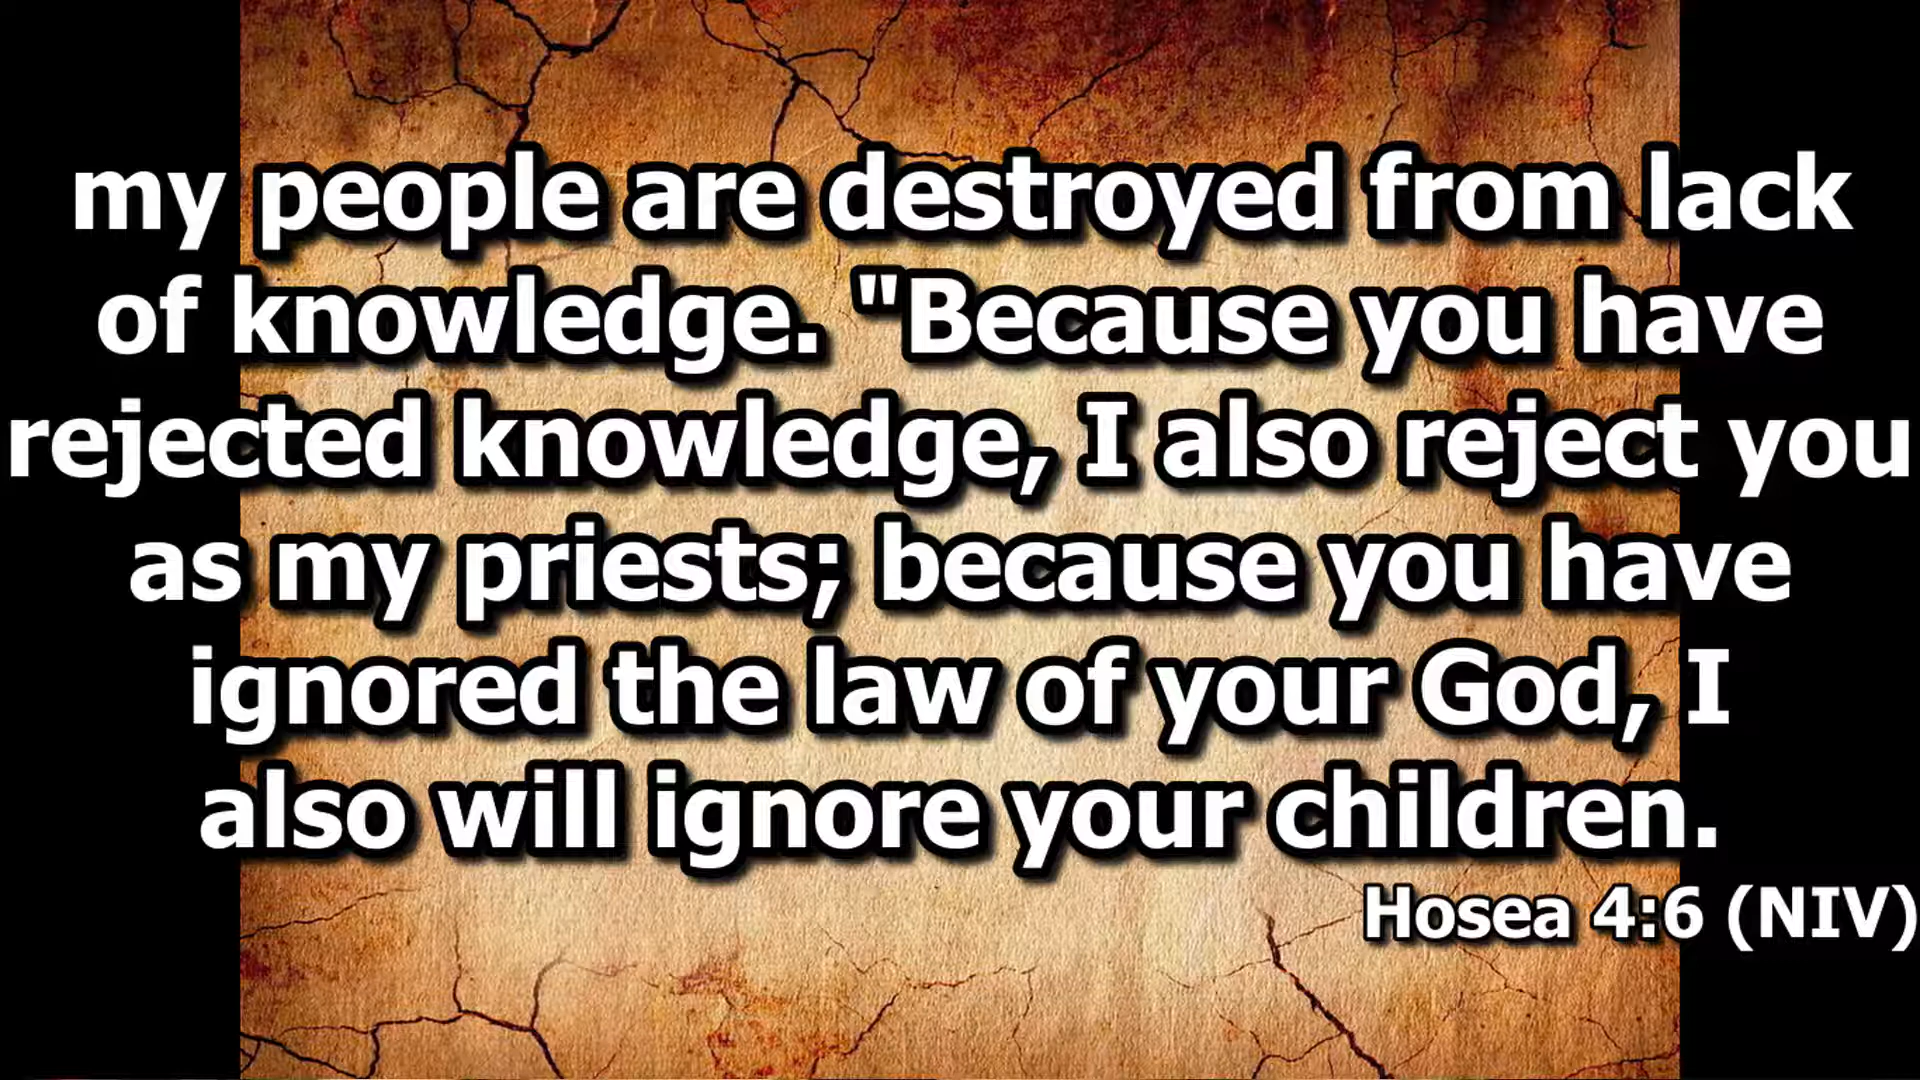 my people are destroyed from lack
of knowledge. "Because you have
rejected knowledge, I also reject you
as my priests; because you have
ignored the law of your God, I
also will ignore your children.
Hosea 4:6 (NIV)